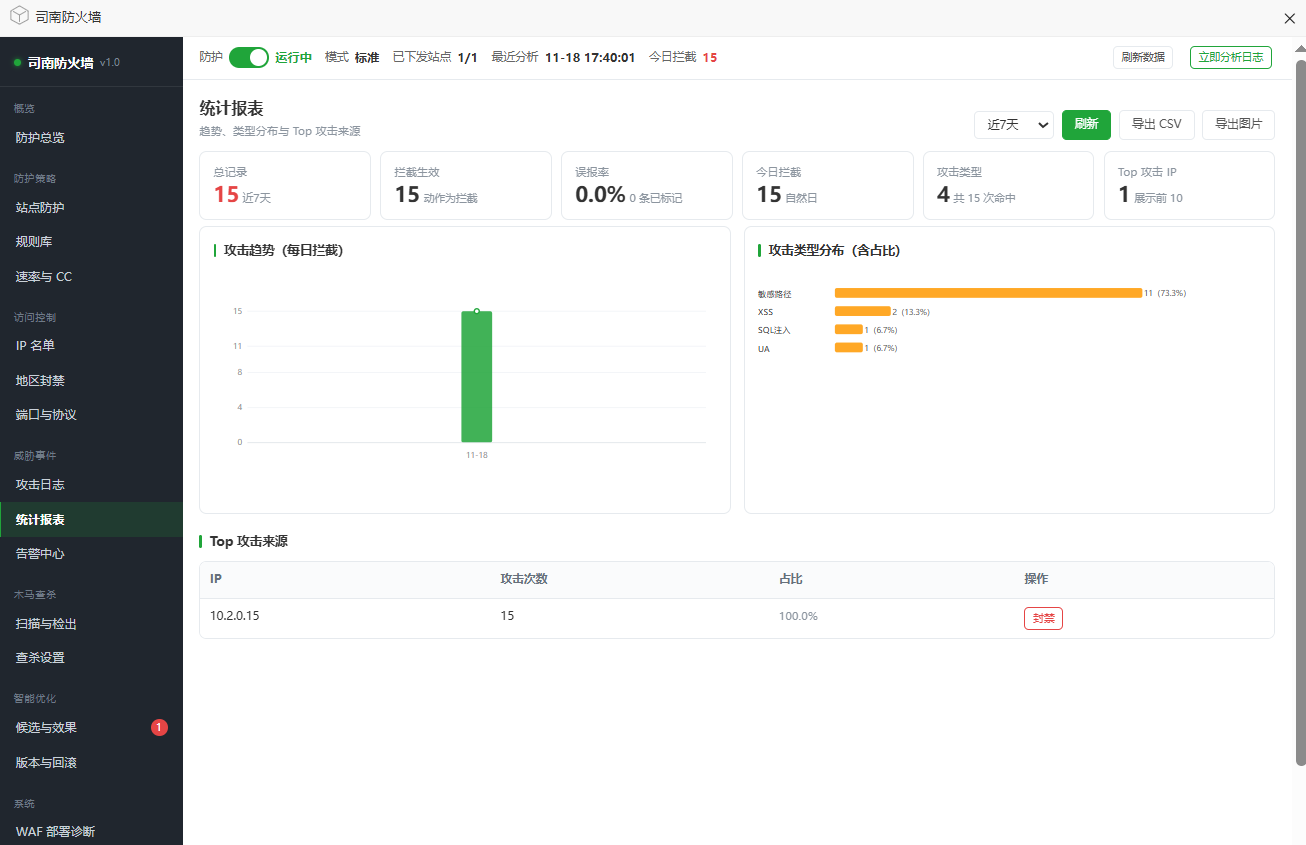 司南防火墙
司南防火墙 v1.0
概览
防护总览
防护策略
站点防护
规则库
速率与 CC
访问控制
IP 名单
地区封禁
端口与协议
威胁事件
攻击日志
统计报表
告警中心
木马查杀
扫描与检出
查杀设置
智能优化
候选与效果 1
版本与回滚
系统
WAF 部署诊断
防护 运行中 模式 标准 已下发站点 1/1 最近分析 11-18 17:40:01 今日拦截 15 刷新数据 立即分析日志
统计报表
趋势、类型分布与 Top 攻击来源
近7天 刷新 导出 CSV 导出图片
总记录
15 近7天
拦截生效
15 动作为拦截
误报率
0.0% 0 条已标记
今日拦截
15 自然日
攻击类型
4 共 15 次命中
Top 攻击 IP
1 展示前 10
攻击趋势（每日拦截）
15
11
8
4
0
11-18
攻击类型分布（含占比）
敏感路径 11 (73.3%)
XSS 2 (13.3%)
SQL注入 1 (6.7%)
UA 1 (6.7%)
Top 攻击来源
IP 攻击次数 占比 操作
10.2.0.15 15 100.0% 封禁